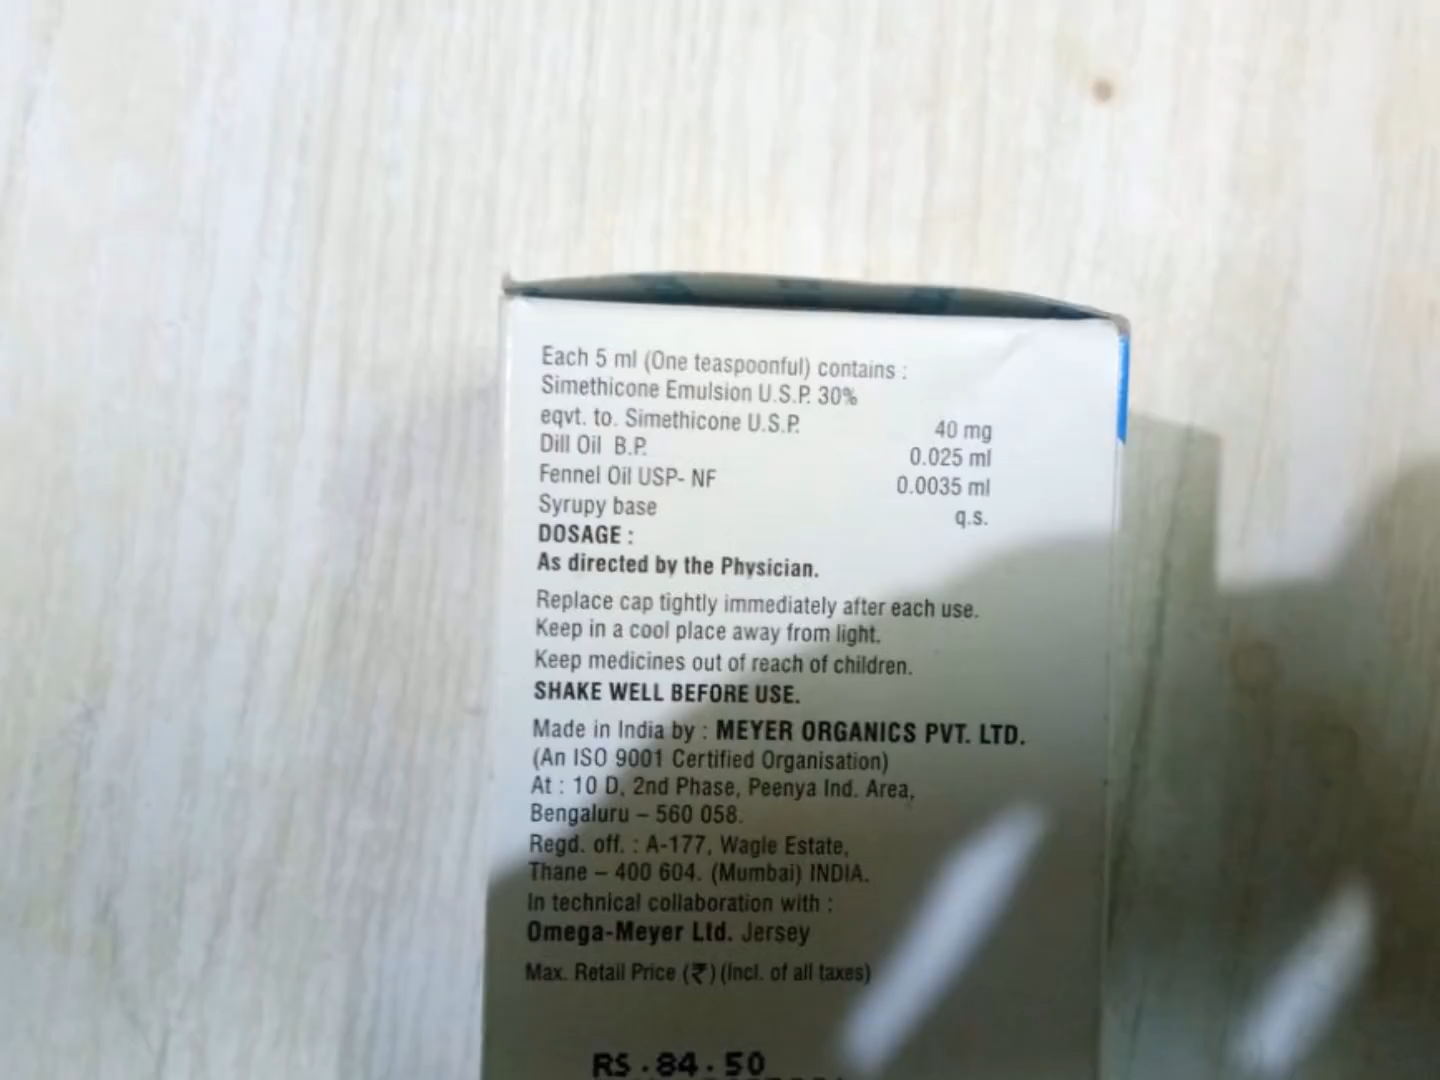 Each 5 ml (One teaspoonful) contains :
Simethicone Emulsion U.S.P. 30%
eqvt. to. Simethicone U.S.P. 40 mg
Dill Oil B.P. 0.025 ml
Fennel Oil USP- NF 0.0035 ml
Syrupy base q.s.
DOSAGE :
As directed by the Physician.
Replace cap tightly immediately after each use.
Keep in a cool place away from light.
Keep medicines out of reach of children.
SHAKE WELL BEFORE USE.
Made in India by : MEYER ORGANICS PVT. LTD.
(An ISO 9001 Certified Organisation)
At : 10 D, 2nd Phase, Peenya Ind. Area,
Bengaluru – 560 058.
Regd. off. : A-177, Wagle Estate,
Thane – 400 604. (Mumbai) INDIA.
In technical collaboration with :
Omega-Meyer Ltd. Jersey
Max. Retail Price (₹) (Incl. of all taxes)
RS.84.50